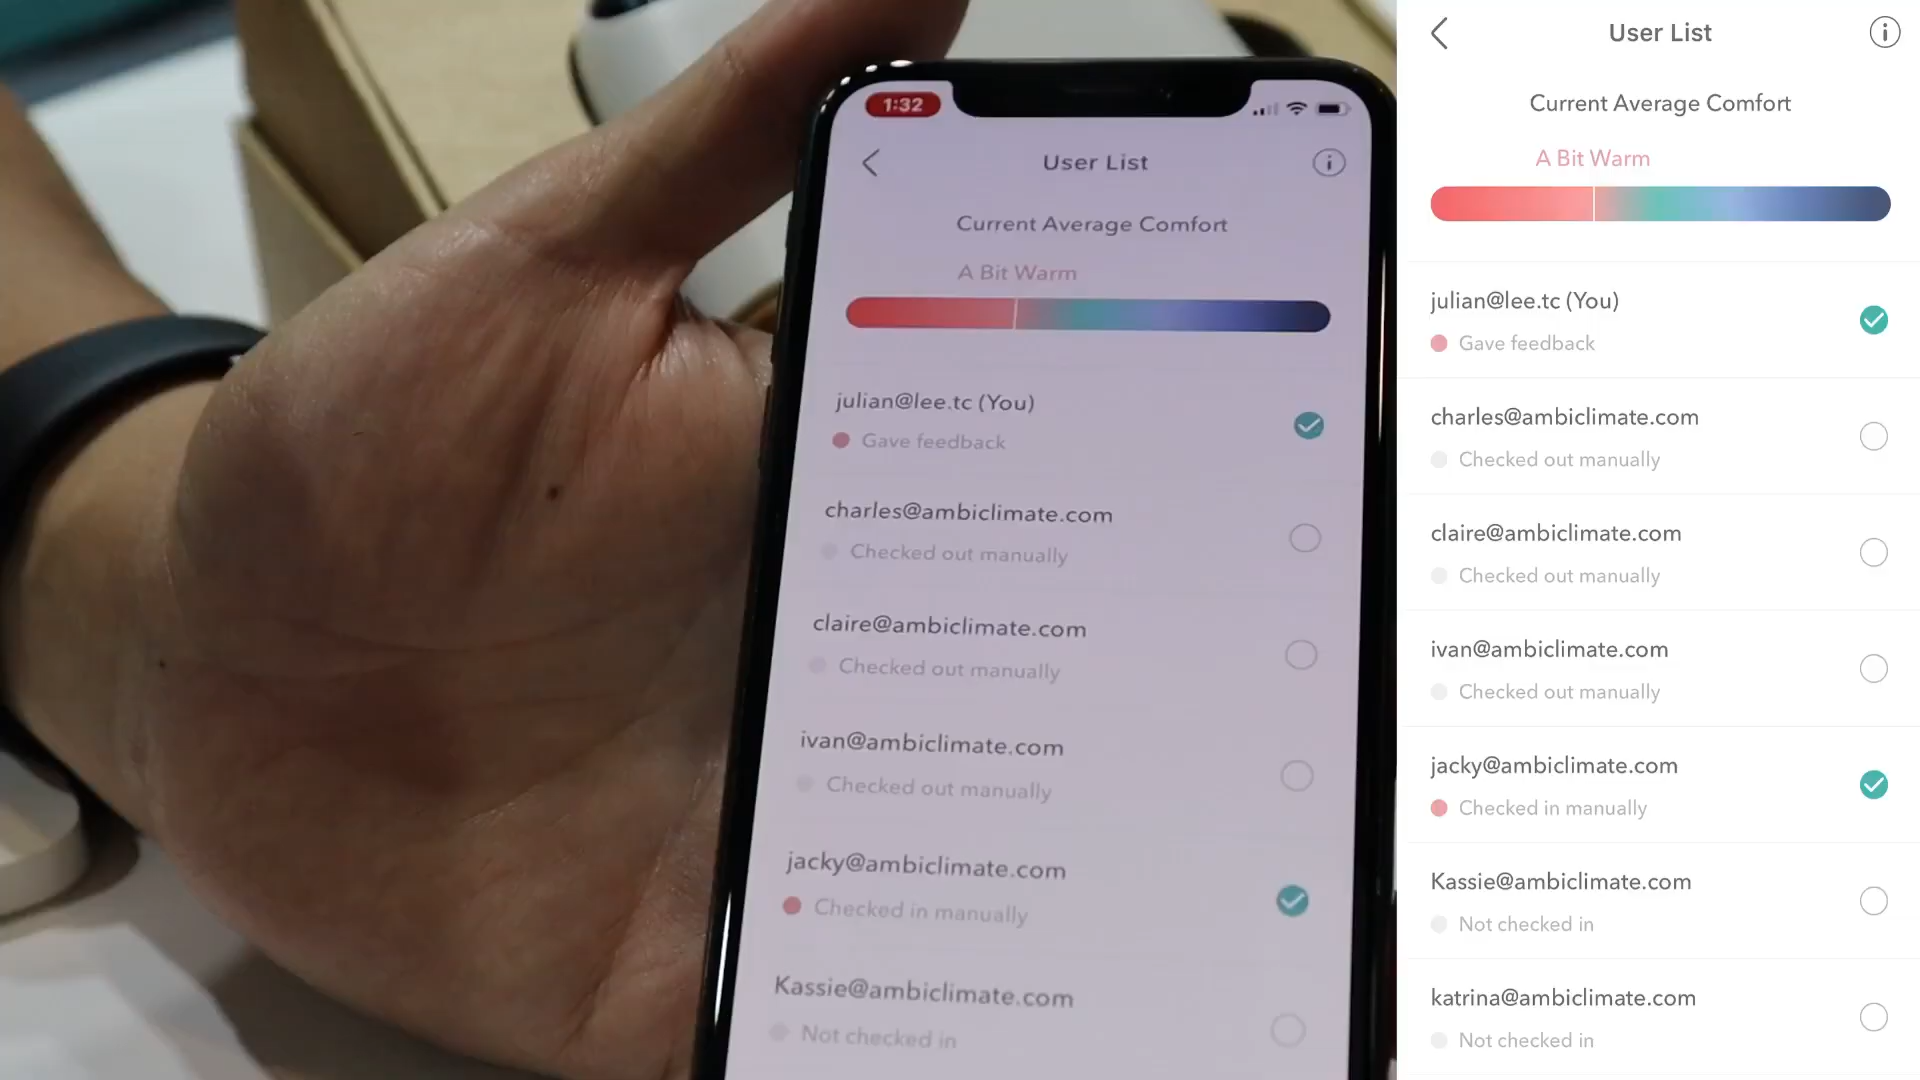 1:32
User List
Current Average Comfort
A Bit Warm
julian@lee.tc (You)
Gave feedback
charles@ambiclimate.com
Checked out manually
claire@ambiclimate.com
Checked out manually
ivan@ambiclimate.com
Checked out manually
jacky@ambiclimate.com
Checked in manually
Kassie@ambiclimate.com
Not checked in
User List
Current Average Comfort
A Bit Warm
julian@lee.tc (You)
Gave feedback
charles@ambiclimate.com
Checked out manually
claire@ambiclimate.com
Checked out manually
ivan@ambiclimate.com
Checked out manually
jacky@ambiclimate.com
Checked in manually
Kassie@ambiclimate.com
Not checked in
katrina@ambiclimate.com
Not checked in